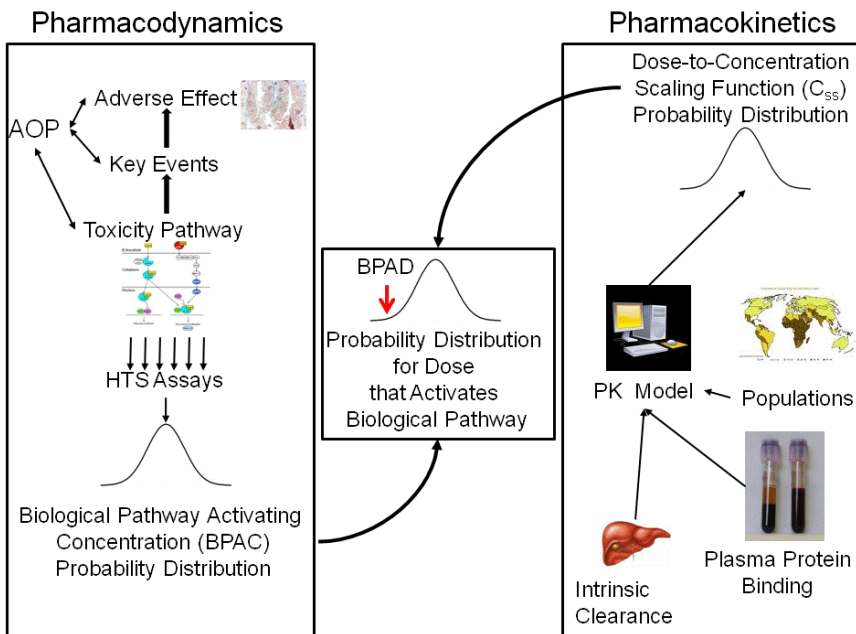 Pharmacodynamics
Adverse Effect
AOP
Key Events
Toxicity Pathway
HTS Assays
Biological Pathway Activating
Concentration (BPAC)
Probability Distribution
BPAD
Probability Distribution
for Dose
that Activates
Biological Pathway
Pharmacokinetics
Dose-to-Concentration
Scaling Function (Css)
Probability Distribution
PK Model
Populations
Intrinsic
Clearance
Plasma Protein
Binding